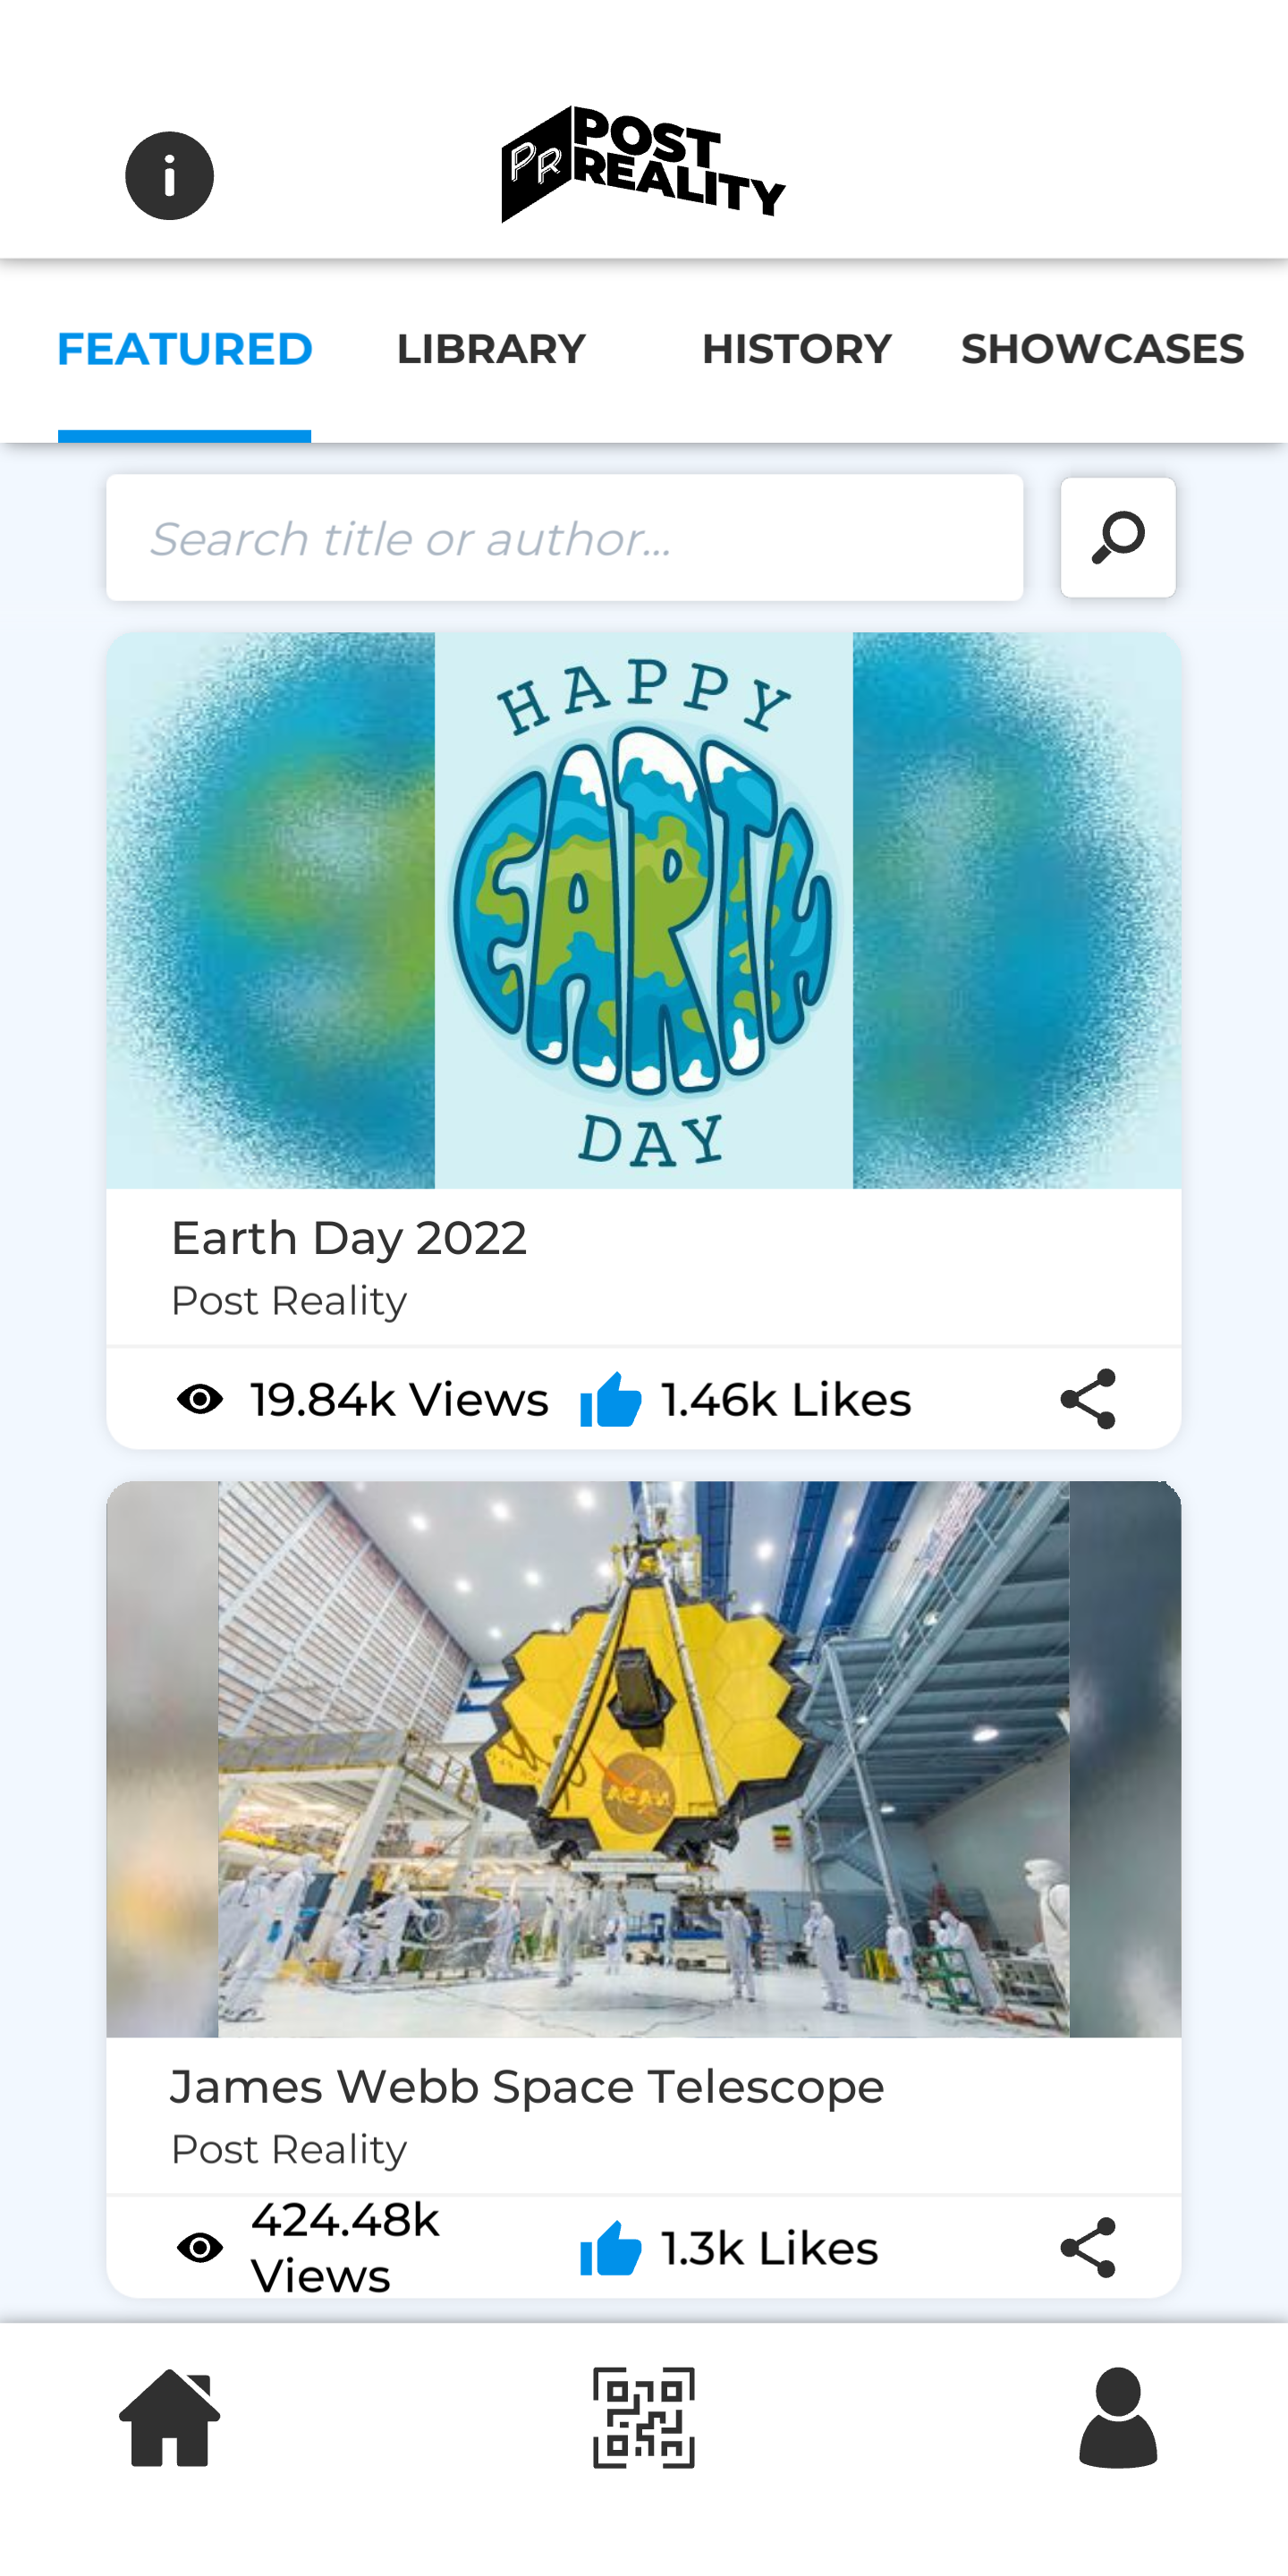 PR POST
REALITY
FEATURED LIBRARY HISTORY SHOWCASES
Search title or author...
HAPPY
EARTH
DAY
Earth Day 2022
Post Reality
19.84k Views 1.46k Likes
NASA
James Webb Space Telescope
Post Reality
424.48k
Views
1.3k Likes